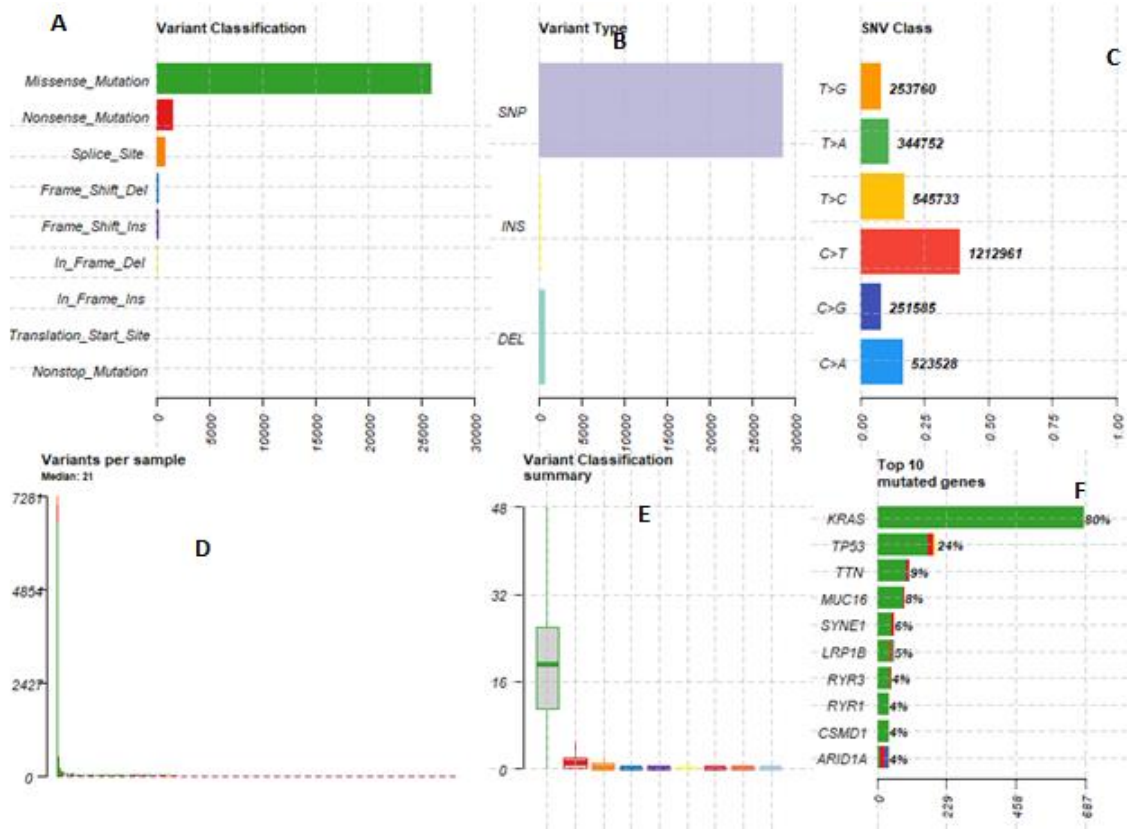 A
Variant Classification
Missense_Mutation
Nonsense_Mutation
Splice_Site
Frame_Shift_Del
Frame_Shift_Ins
In_Frame_Del
In_Frame_Ins
Translation_Start_Site
Nonstop_Mutation
0
5000
10000
15000
20000
25000
30000
Variant Type
B
SNP
INS
DEL
0
5000
10000
15000
20000
25000
30000
SNV Class
C
T>G 253760
T>A 344752
T>C 545733
C>T 1212961
C>G 251585
C>A 523528
0.00
0.25
0.50
0.75
1.00
Variants per sample
Median: 21
7281
4854
2427
0
D
Variant Classification
summary
E
48
32
16
0
Top 10
mutated genes
F
KRAS 80%
TP53 24%
TTN 9%
MUC16 8%
SYNE1 6%
LRP1B 5%
RYR3 4%
RYR1 4%
CSMD1 4%
ARID1A 4%
0
229
458
687